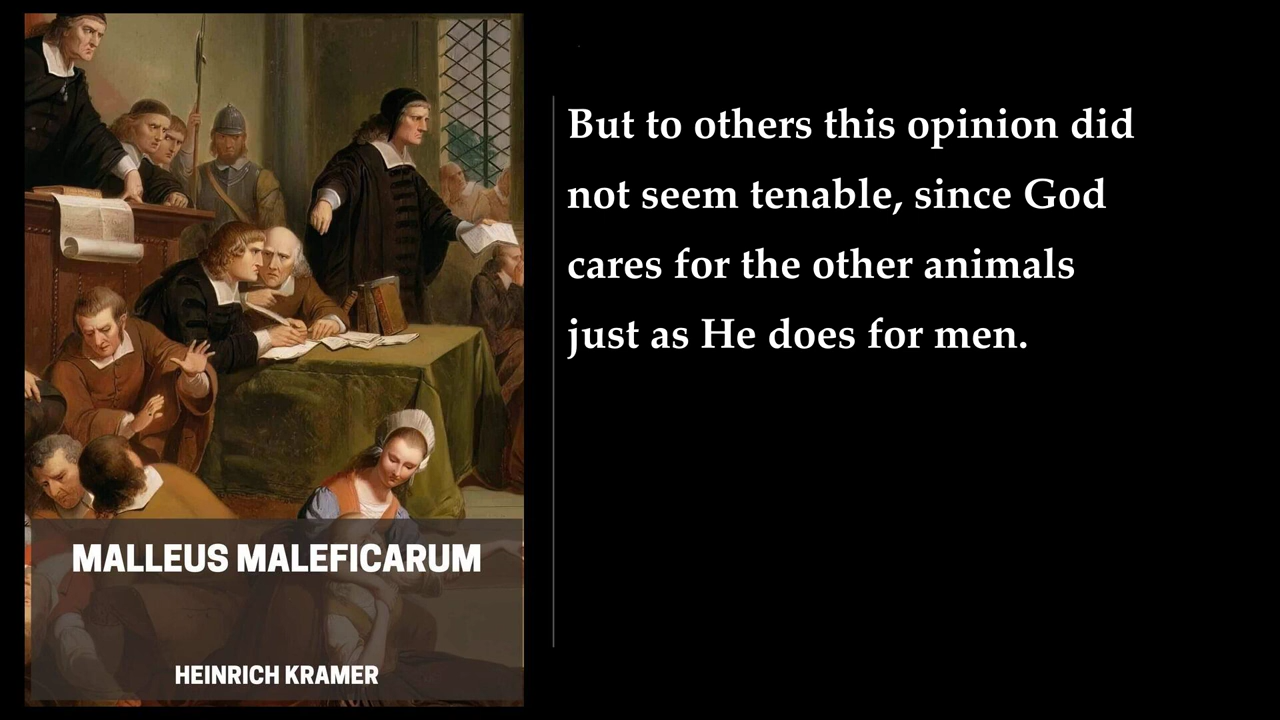 But to others this opinion did
not seem tenable, since God
cares for the other animals
just as He does for men.
MALLEUS MALEFICARUM
HEINRICH KRAMER